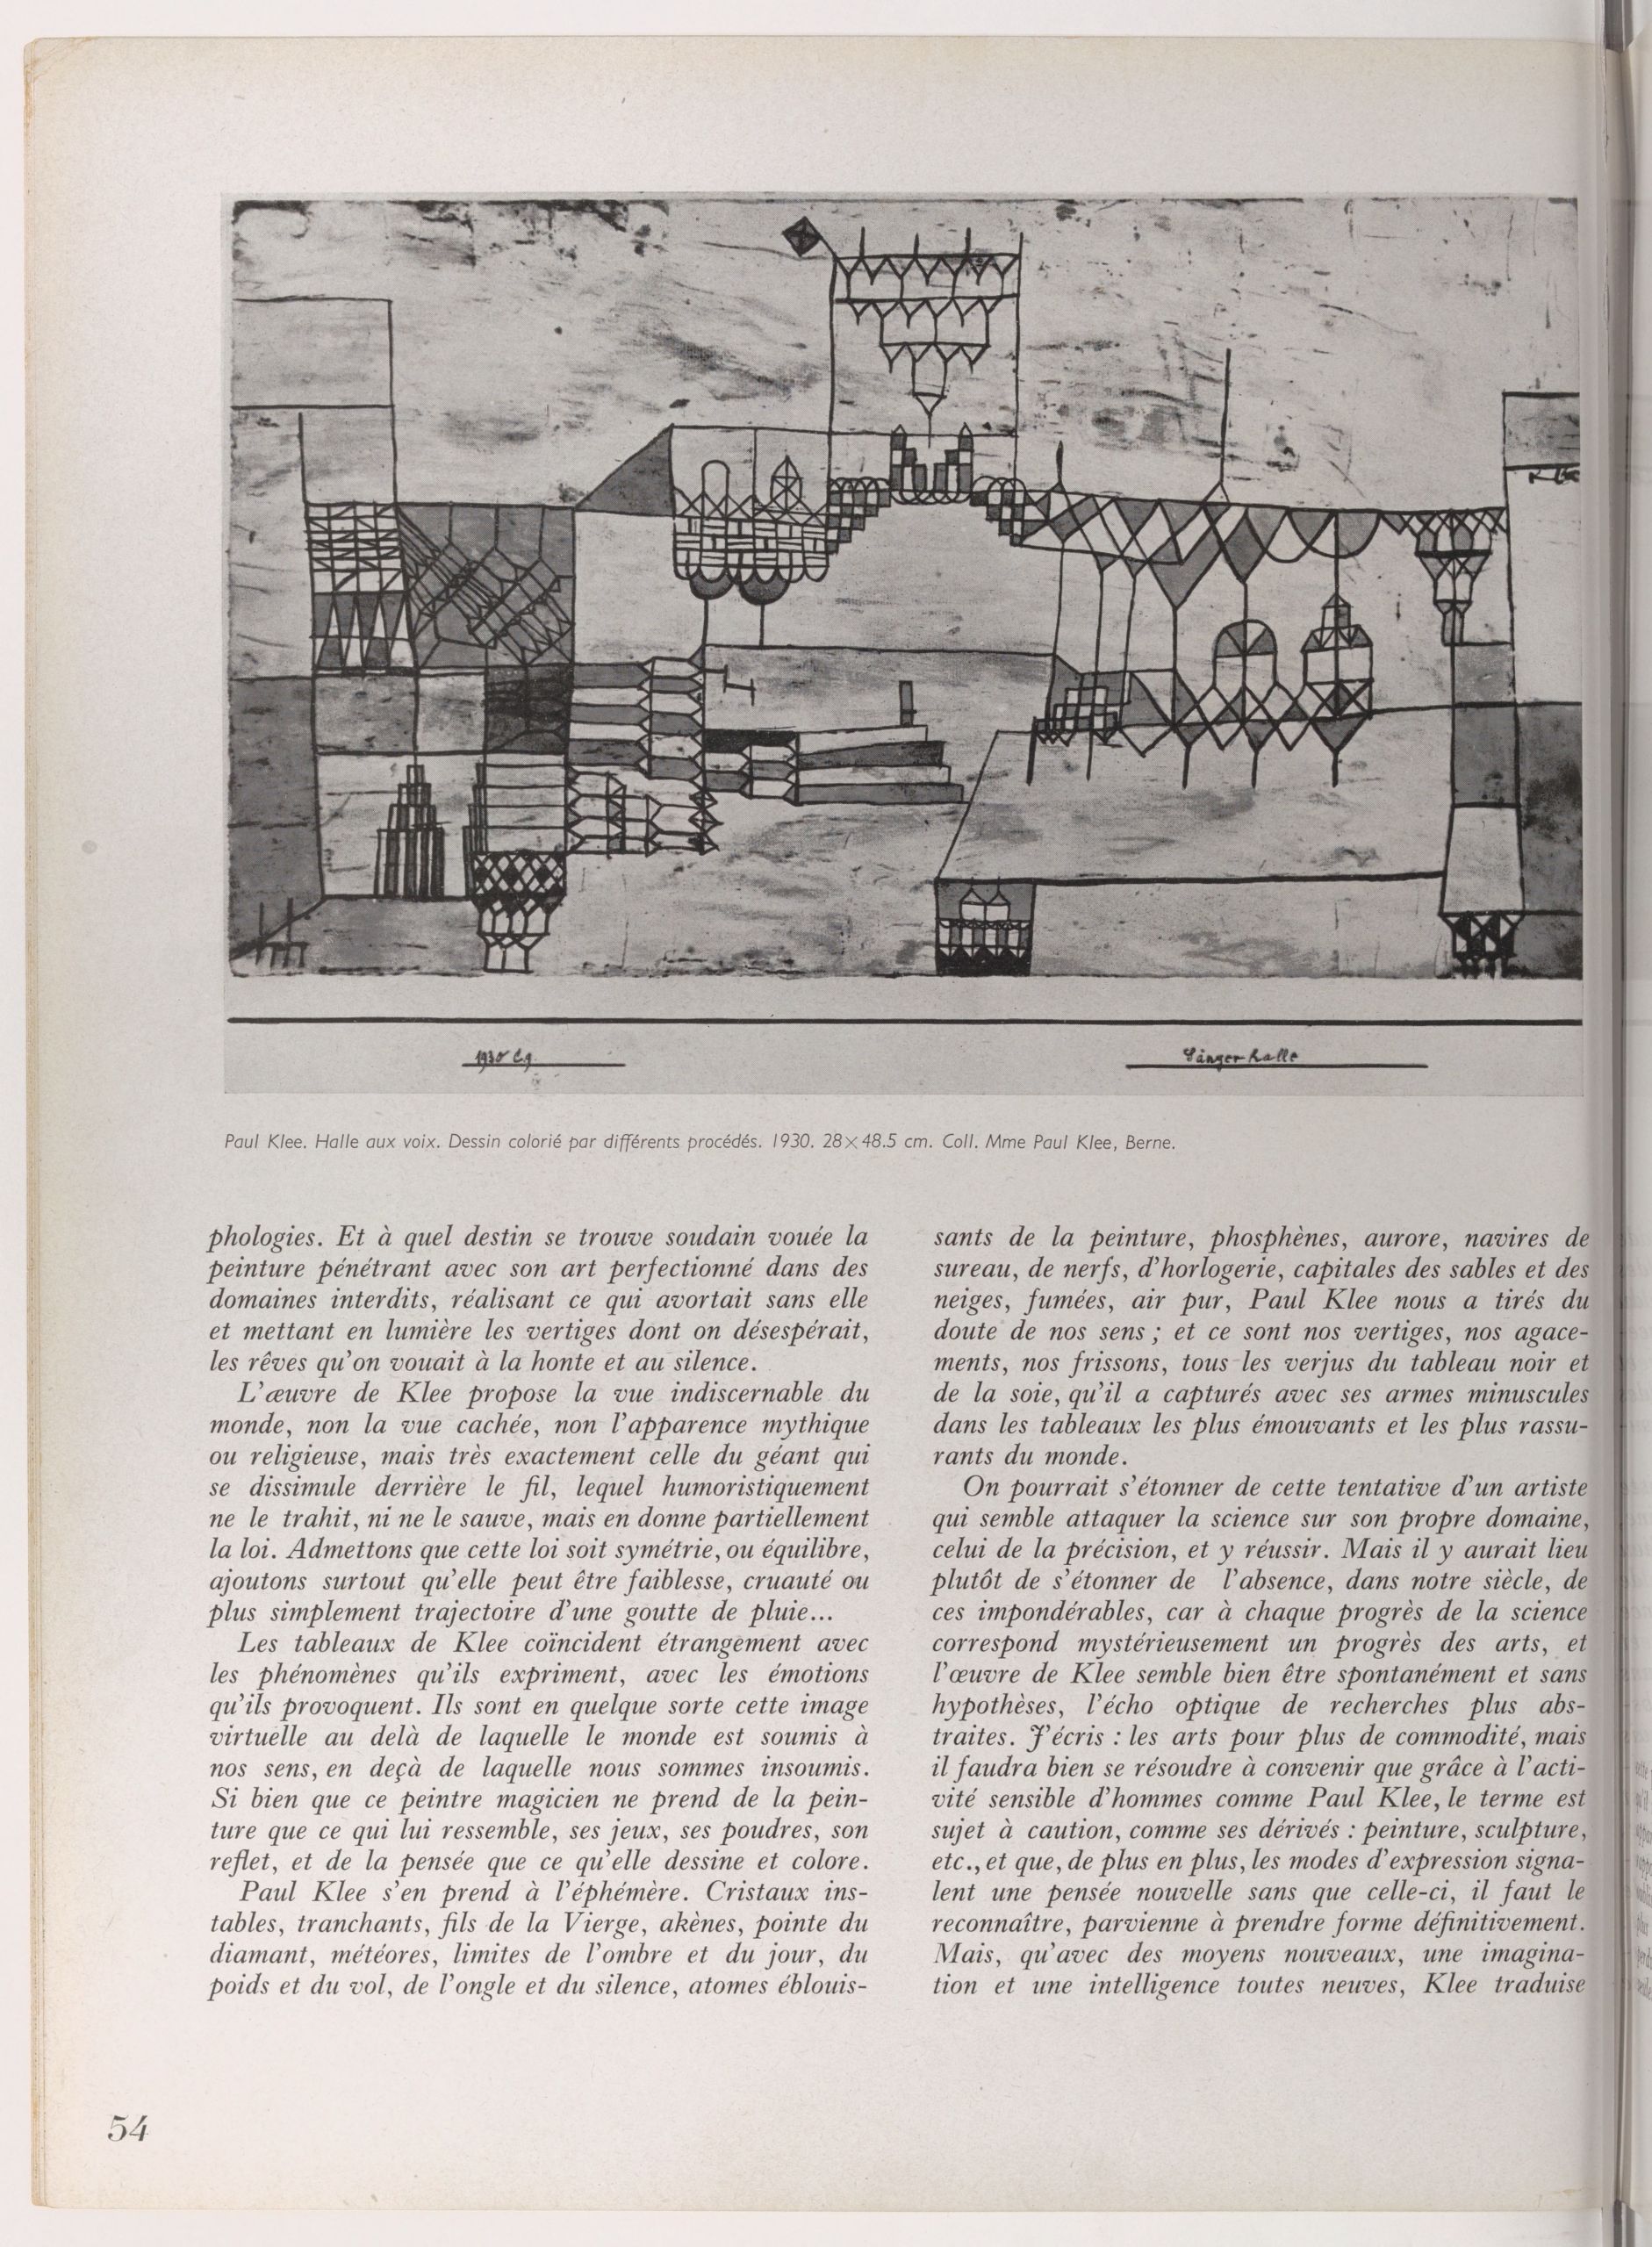 1930 C.9
Sängerhalle
Paul Klee. Halle aux voix. Dessin colorié par différents procédés. 1930. 28×48.5 cm. Coll. Mme Paul Klee, Berne.
phologies. Et à quel destin se trouve soudain vouée la
peinture pénétrant avec son art perfectionné dans des
domaines interdits, réalisant ce qui avortait sans elle
et mettant en lumière les vertiges dont on désespérait,
les rêves qu'on vouait à la honte et au silence.
L'œuvre de Klee propose la vue indiscernable du
monde, non la vue cachée, non l'apparence mythique
ou religieuse, mais très exactement celle du géant qui
se dissimule derrière le fil, lequel humoristiquement
ne le trahit, ni ne le sauve, mais en donne partiellement
la loi. Admettons que cette loi soit symétrie, ou équilibre,
ajoutons surtout qu'elle peut être faiblesse, cruauté ou
plus simplement trajectoire d'une goutte de pluie...
Les tableaux de Klee coïncident étrangement avec
les phénomènes qu'ils expriment, avec les émotions
qu'ils provoquent. Ils sont en quelque sorte cette image
virtuelle au delà de laquelle le monde est soumis à
nos sens, en deçà de laquelle nous sommes insoumis.
Si bien que ce peintre magicien ne prend de la pein-
ture que ce qui lui ressemble, ses jeux, ses poudres, son
reflet, et de la pensée que ce qu'elle dessine et colore.
Paul Klee s'en prend à l'éphémère. Cristaux ins-
tables, tranchants, fils de la Vierge, akènes, pointe du
diamant, météores, limites de l'ombre et du jour, du
poids et du vol, de l'ongle et du silence, atomes éblouis-
sants de la peinture, phosphènes, aurore, navires de
sureau, de nerfs, d'horlogerie, capitales des sables et des
neiges, fumées, air pur, Paul Klee nous a tirés du
doute de nos sens ; et ce sont nos vertiges, nos agace-
ments, nos frissons, tous les verjus du tableau noir et
de la soie, qu'il a capturés avec ses armes minuscules
dans les tableaux les plus émouvants et les plus rassu-
rants du monde.
On pourrait s'étonner de cette tentative d'un artiste
qui semble attaquer la science sur son propre domaine,
celui de la précision, et y réussir. Mais il y aurait lieu
plutôt de s'étonner de l'absence, dans notre siècle, de
ces impondérables, car à chaque progrès de la science
correspond mystérieusement un progrès des arts, et
l'œuvre de Klee semble bien être spontanément et sans
hypothèses, l'écho optique de recherches plus abs-
traites. J'écris : les arts pour plus de commodité, mais
il faudra bien se résoudre à convenir que grâce à l'acti-
vité sensible d'hommes comme Paul Klee, le terme est
sujet à caution, comme ses dérivés : peinture, sculpture,
etc., et que, de plus en plus, les modes d'expression signa-
lent une pensée nouvelle sans que celle-ci, il faut le
reconnaître, parvienne à prendre forme définitivement.
Mais, qu'avec des moyens nouveaux, une imagina-
tion et une intelligence toutes neuves, Klee traduise
54